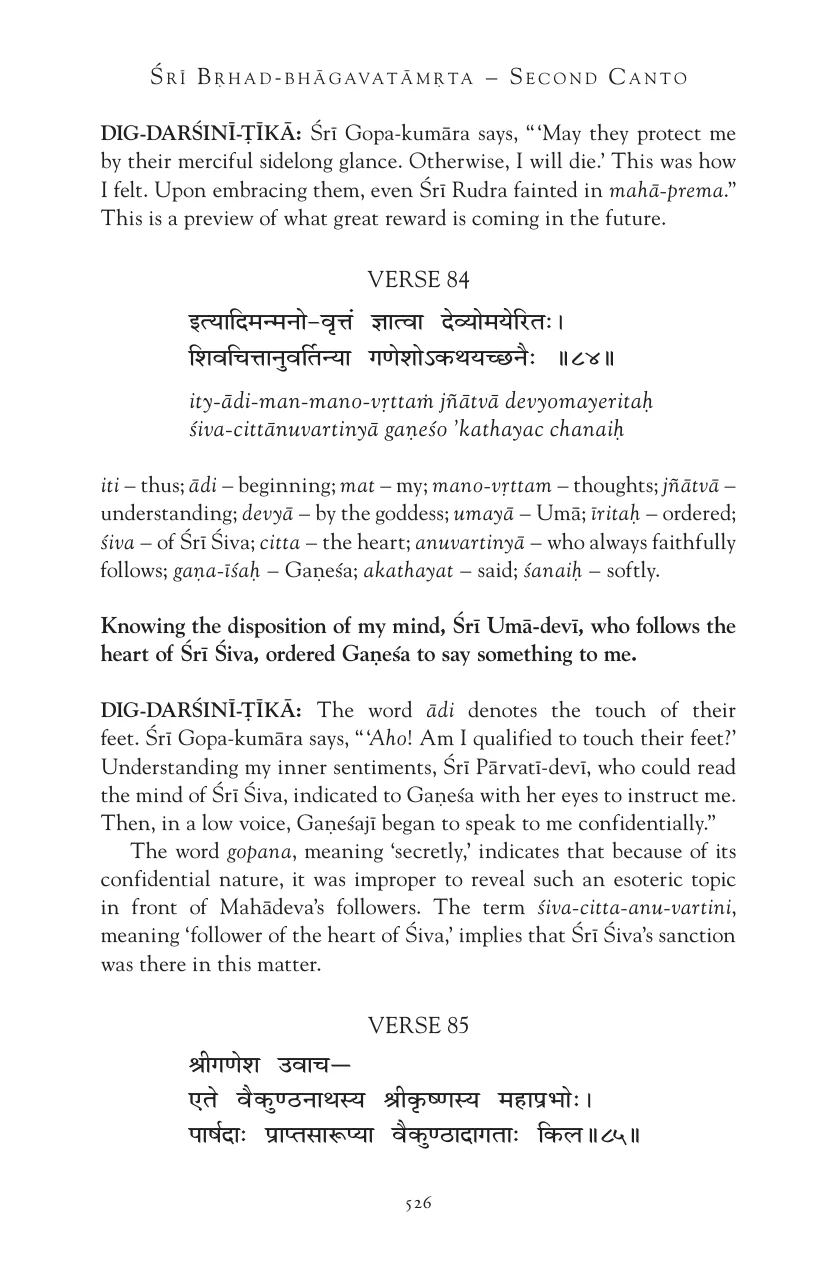 ŚRĪ BṚHAD-BHĀGAVATĀMṚTA – SECOND CANTO
DIG-DARŚINĪ-ṬĪKĀ: Śrī Gopa-kumāra says, “ ‘May they protect me
by their merciful sidelong glance. Otherwise, I will die.’ This was how
I felt. Upon embracing them, even Śrī Rudra fainted in mahā-prema.”
This is a preview of what great reward is coming in the future.
VERSE 84
इत्यादिमन्मनो–वृत्तं ज्ञात्वा देव्योमयेरितः।
शिवचित्तानुवर्तिन्या गणेशोऽकथयच्छनैः ॥८४॥
ity-ādi-man-mano-vṛttaṁ jñātvā devyomayeritaḥ
śiva-cittānuvartinyā gaṇeśo ’kathayac chanaiḥ
iti – thus; ādi – beginning; mat – my; mano-vṛttam – thoughts; jñātvā –
understanding; devyā – by the goddess; umayā – Umā; īritaḥ – ordered;
śiva – of Śrī Śiva; citta – the heart; anuvartinyā – who always faithfully
follows; gaṇa-īśaḥ – Gaṇeśa; akathayat – said; śanaiḥ – softly.
Knowing the disposition of my mind, Śrī Umā-devī, who follows the
heart of Śrī Śiva, ordered Gaṇeśa to say something to me.
DIG-DARŚINĪ-ṬĪKĀ: The word ādi denotes the touch of their
feet. Śrī Gopa-kumāra says, “ ‘Aho! Am I qualified to touch their feet?’
Understanding my inner sentiments, Śrī Pārvatī-devī, who could read
the mind of Śrī Śiva, indicated to Gaṇeśa with her eyes to instruct me.
Then, in a low voice, Gaṇeśajī began to speak to me confidentially.”
The word gopana, meaning ‘secretly,’ indicates that because of its
confidential nature, it was improper to reveal such an esoteric topic
in front of Mahādeva’s followers. The term śiva-citta-anu-vartini,
meaning ‘follower of the heart of Śiva,’ implies that Śrī Śiva’s sanction
was there in this matter.
VERSE 85
श्रीगणेश उवाच—
एते वैकुण्ठनाथस्य श्रीकृष्णस्य महाप्रभोः।
पार्षदाः प्राप्तसारूप्या वैकुण्ठादागताः किल॥८५॥
526